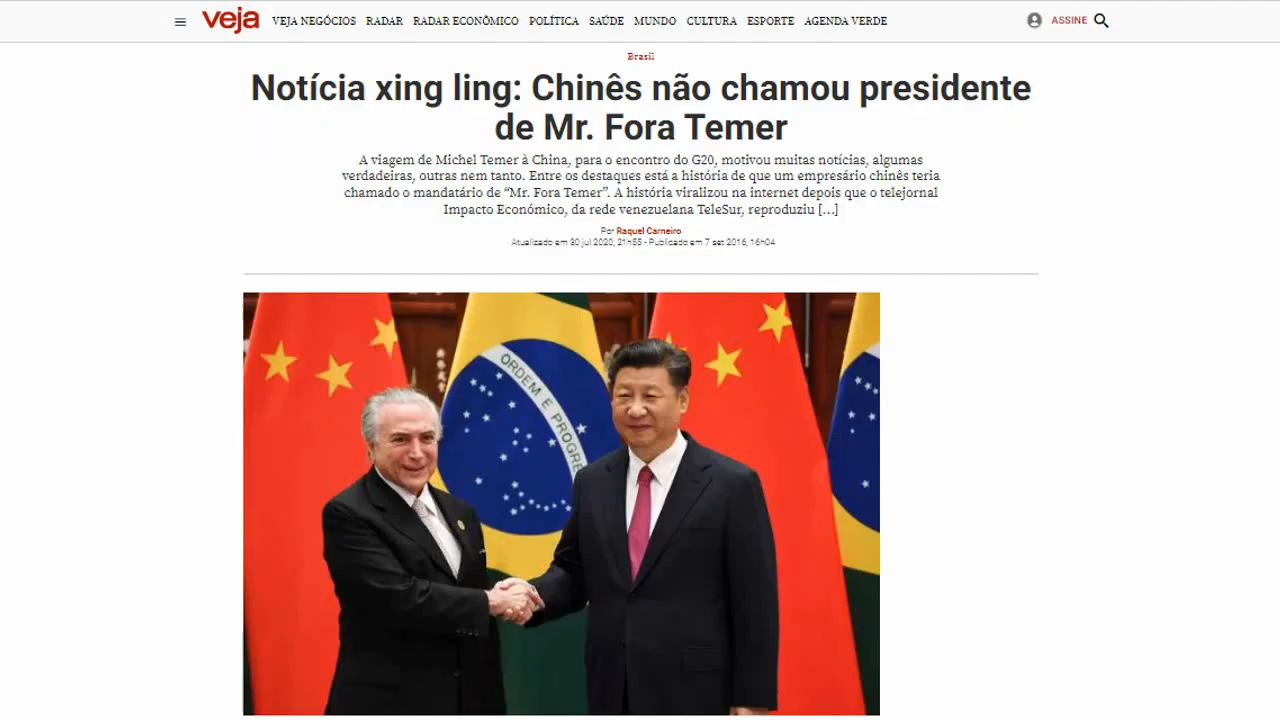 veja VEJA NEGÓCIOS RADAR RADAR ECONÔMICO POLÍTICA SAÚDE MUNDO CULTURA ESPORTE AGENDA VERDE ASSINE
Brasil
Notícia xing ling: Chinês não chamou presidente
de Mr. Fora Temer
A viagem de Michel Temer à China, para o encontro do G20, motivou muitas notícias, algumas
verdadeiras, outras nem tanto. Entre os destaques está a história de que um empresário chinês teria
chamado o mandatário de “Mr. Fora Temer”. A história viralizou na internet depois que o telejornal
Impacto Económico, da rede venezuelana TeleSur, reproduziu [...]
Por Raquel Carneiro
Atualizado em 30 jul 2020, 21h55 - Publicado em 7 set 2016, 16h04
ORDEM E PROGRE